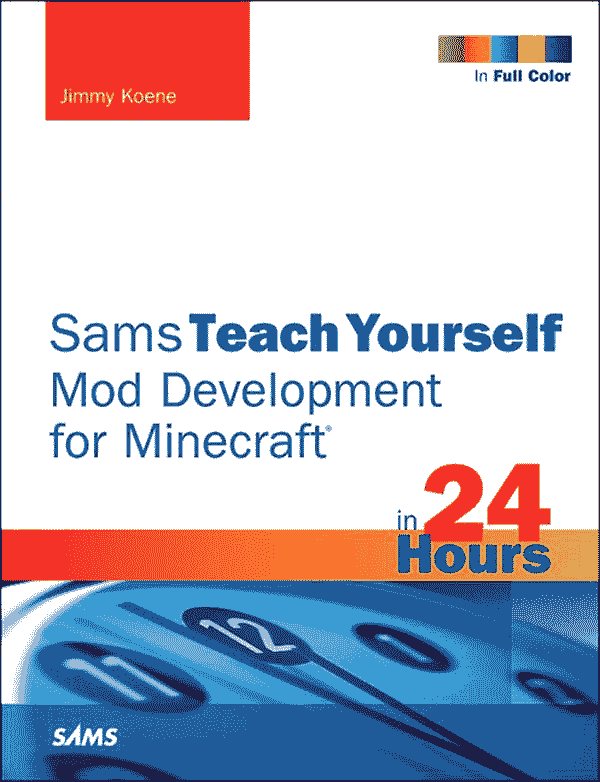 Jimmy Koene
In Full Color
Sams Teach Yourself
Mod Development
for Minecraft®
in 24
Hours
11
12
1
2
SAMS